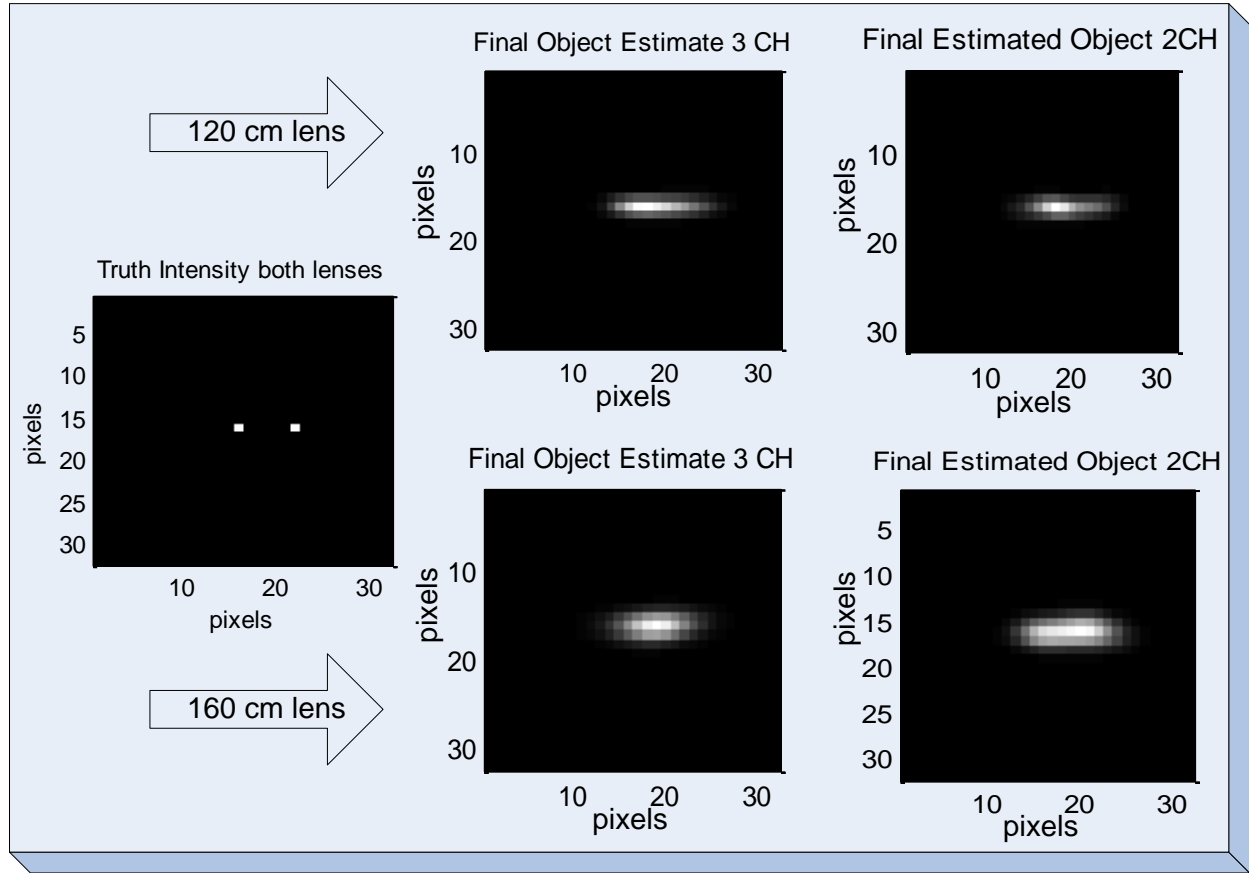 Final Object Estimate 3 CH
Final Estimated Object 2CH
120 cm lens
pixels
10
20
30
10 20 30
pixels
pixels
10
20
30
10 20 30
pixels
Truth Intensity both lenses
pixels
5
10
15
20
25
30
10 20 30
pixels
Final Object Estimate 3 CH
Final Estimated Object 2CH
160 cm lens
pixels
10
20
30
10 20 30
pixels
pixels
5
10
15
20
25
30
10 20 30
pixels